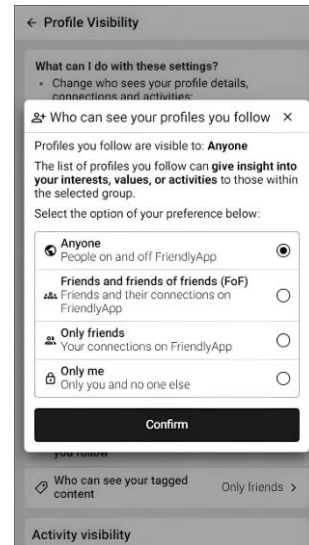 ← Profile Visibility
What can I do with these settings?
• Change who sees your profile details,
connections and activities:
Who can see your profiles you follow ×
Profiles you follow are visible to: Anyone
The list of profiles you follow can give insight into
your interests, values, or activities to those within
the selected group.
Select the option of your preference below:
Anyone
People on and off FriendlyApp
Friends and friends of friends (FoF)
Friends and their connections on
FriendlyApp
Only friends
Your connections on FriendlyApp
Only me
Only you and no one else
Confirm
you follow
Who can see your tagged
content
Only friends >
Activity visibility